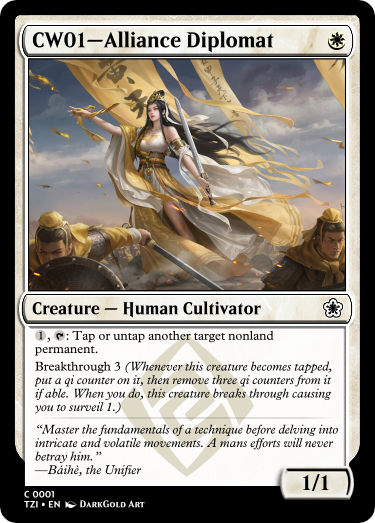 CW01—Alliance Diplomat
Creature — Human Cultivator
1, : Tap or untap another target nonland
permanent.
Breakthrough 3 (Whenever this creature becomes tapped,
put a qi counter on it, then remove three qi counters from it
if able. When you do, this creature breaks through causing
you to surveil 1.)
“Master the fundamentals of a technique before delving into
intricate and volatile movements. A mans efforts will never
betray him.”
—Báihè, the Unifier
1/1
C 0001
TZI • EN DarkGold Art